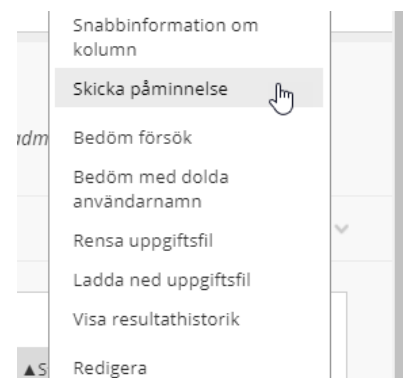 Snabbinformation om
kolumn
Skicka påminnelse
Bedöm försök
Bedöm med dolda
användarnamn
Rensa uppgiftsfil
Ladda ned uppgiftsfil
Visa resultathistorik
Redigera